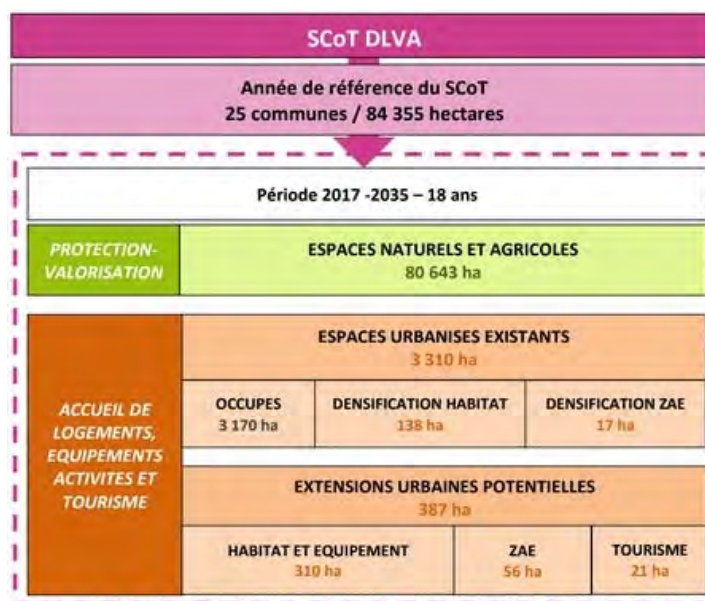 SCoT DLVA
Année de référence du SCoT
25 communes / 84 355 hectares
Période 2017 -2035 – 18 ans
PROTECTION-
VALORISATION
ESPACES NATURELS ET AGRICOLES
80 643 ha
ACCUEIL DE
LOGEMENTS,
EQUIPEMENTS
ACTIVITES ET
TOURISME
ESPACES URBANISES EXISTANTS
3 310 ha
OCCUPES
3 170 ha
DENSIFICATION HABITAT
138 ha
DENSIFICATION ZAE
17 ha
EXTENSIONS URBAINES POTENTIELLES
387 ha
HABITAT ET EQUIPEMENT
310 ha
ZAE
56 ha
TOURISME
21 ha